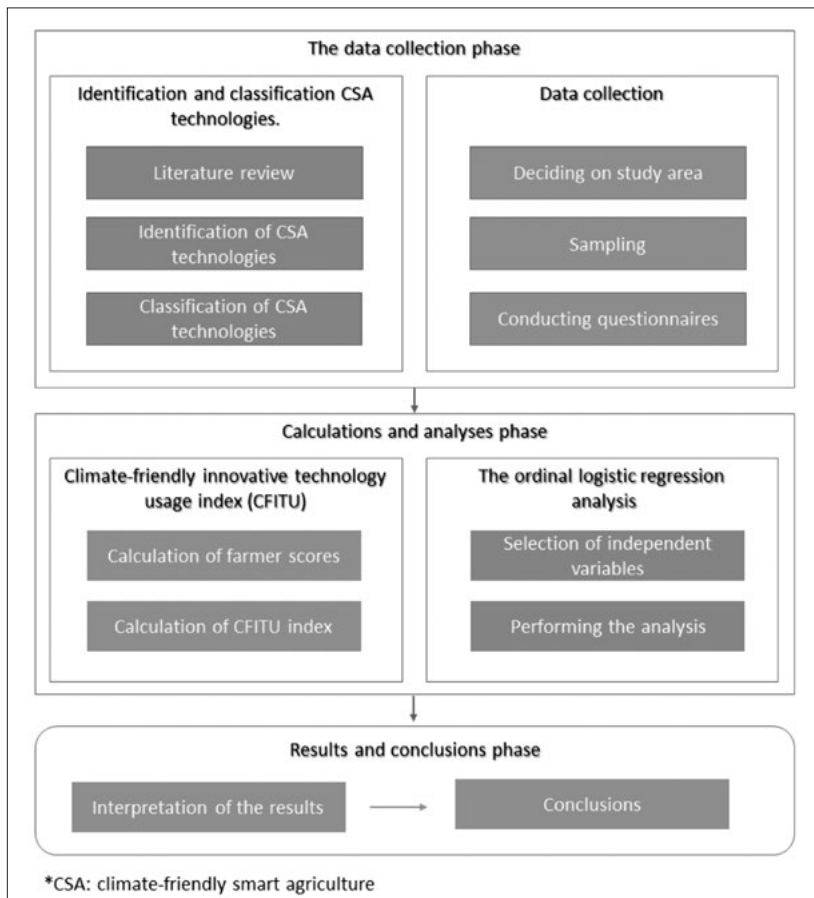 The data collection phase
Identification and classification CSA
technologies.
Literature review
Identification of CSA
technologies
Classification of CSA
technologies
Data collection
Deciding on study area
Sampling
Conducting questionnaires
Calculations and analyses phase
Climate-friendly innovative technology
usage index (CFITU)
Calculation of farmer scores
Calculation of CFITU index
The ordinal logistic regression
analysis
Selection of independent
variables
Performing the analysis
Results and conclusions phase
Interpretation of the results
Conclusions
*CSA: climate-friendly smart agriculture